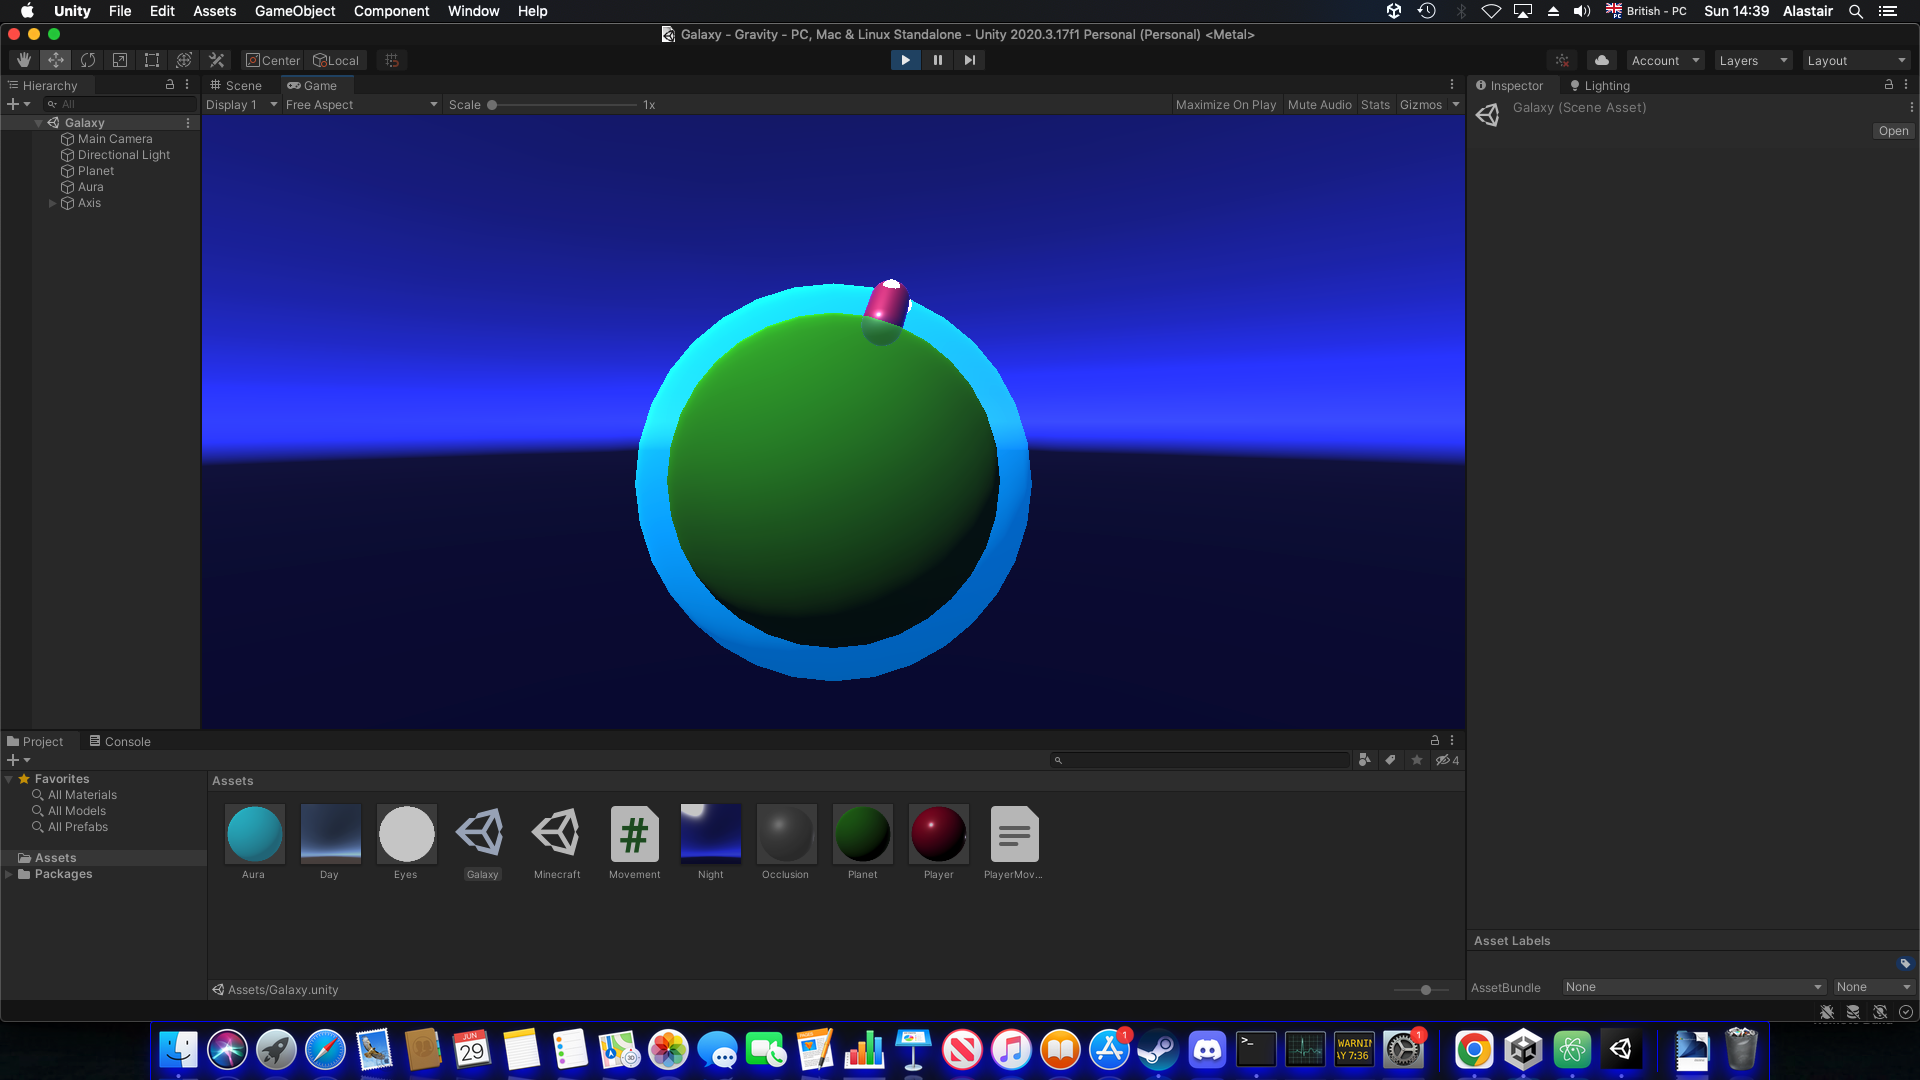 Unity File Edit Assets GameObject Component Window Help British - PC Sun 14:39 Alastair
Galaxy - Gravity - PC, Mac & Linux Standalone - Unity 2020.3.17f1 Personal (Personal) <Metal>
Center Local Account Layers Layout
Hierarchy Scene Game Inspector Lighting
All Display 1 Free Aspect Scale 1x Maximize On Play Mute Audio Stats Gizmos
Galaxy (Scene Asset)
Open
Galaxy
Main Camera
Directional Light
Planet
Aura
Axis
Project Console
4
Favorites
All Materials
All Models
All Prefabs
Assets
Packages
Assets
#
Aura Day Eyes Galaxy Minecraft Movement Night Occlusion Planet Player PlayerMov...
Assets/Galaxy.unity
Asset Labels
AssetBundle None None
JUN
29
3D
1
>_
WARNIN
AY 7:36
1